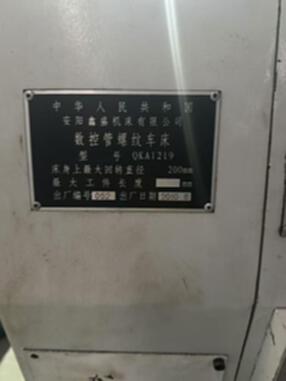 中华人民共和国
安阳鑫盛机床有限公司
数控管螺纹车床
型 号 QKA1219
床身上最大回转直径 200mm
最大工件长度 mm
出厂编号 出厂日期